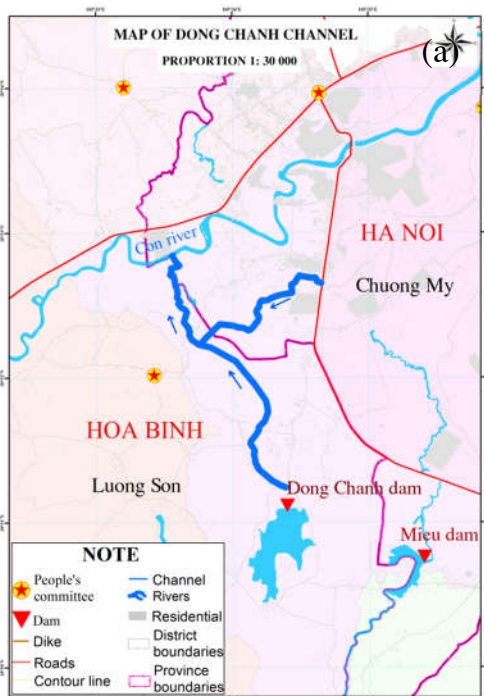 MAP OF DONG CHANH CHANNEL
PROPORTION 1: 30 000
(a)
Con river
HA NOI
Chuong My
HOA BINH
Luong Son
Dong Chanh dam
Mieu dam
NOTE
People's
committee
Dam
Dike
Roads
Contour line
Channel
Rivers
Residential
District
boundaries
Province
boundaries